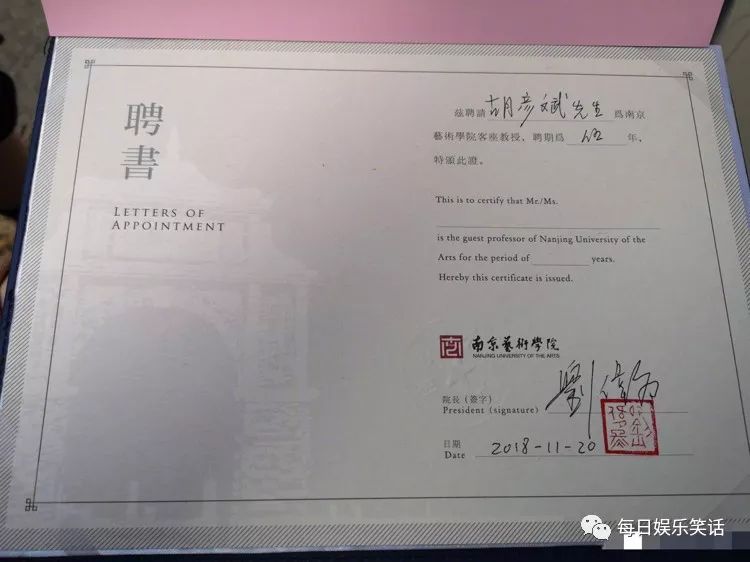 聘書
LETTERS OF
APPOINTMENT
茲聘請 胡彦斌先生 爲南京
藝術學院客座教授，聘期爲 伍 年，
特頒此證。
This is to certify that Mr./Ms.
is the guest professor of Nanjing University of the
Arts for the period of years.
Hereby this certificate is issued.
南京藝術學院
NANJING UNIVERSITY OF THE ARTS
院長（簽字）
President (signature)
日期
Date 2018-11-20
每日娱乐笑话